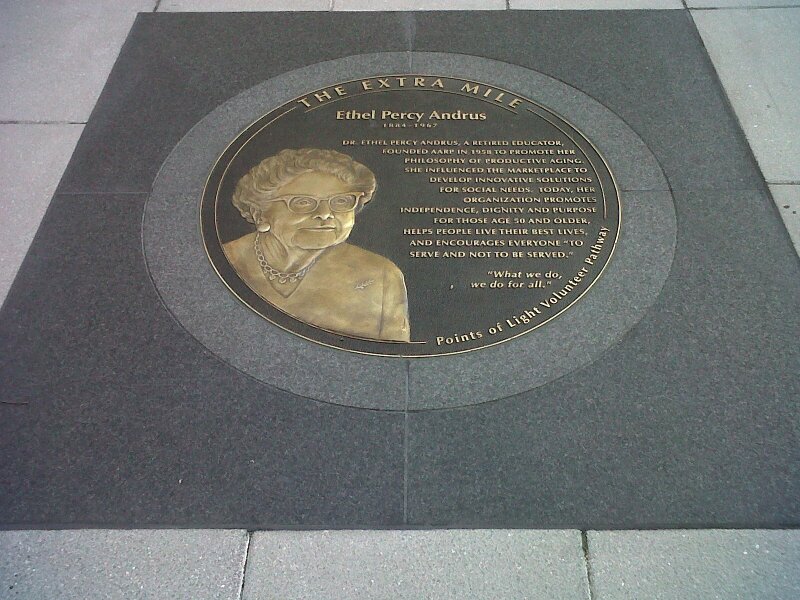 THE EXTRA MILE
Ethel Percy Andrus
1884-1967
DR. ETHEL PERCY ANDRUS, A RETIRED EDUCATOR,
FOUNDED AARP IN 1958 TO PROMOTE HER
PHILOSOPHY OF PRODUCTIVE AGING.
SHE INFLUENCED THE MARKETPLACE TO
DEVELOP INNOVATIVE SOLUTIONS
FOR SOCIAL NEEDS. TODAY, HER
ORGANIZATION PROMOTES
INDEPENDENCE, DIGNITY AND PURPOSE
FOR THOSE AGE 50 AND OLDER,
HELPS PEOPLE LIVE THEIR BEST LIVES,
AND ENCOURAGES EVERYONE "TO
SERVE AND NOT TO BE SERVED."
"What we do,
we do for all."
Points of Light Volunteer Pathway